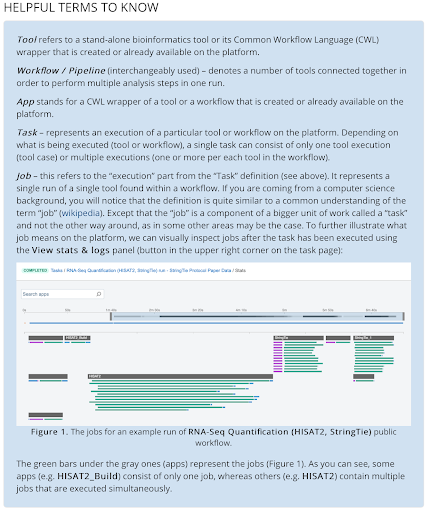 HELPFUL TERMS TO KNOW
Tool refers to a stand-alone bioinformatics tool or its Common Workflow Language (CWL)
wrapper that is created or already available on the platform.
Workflow / Pipeline (interchangeably used) – denotes a number of tools connected together in
order to perform multiple analysis steps in one run.
App stands for a CWL wrapper of a tool or a workflow that is created or already available on the
platform.
Task – represents an execution of a particular tool or workflow on the platform. Depending on
what is being executed (tool or workflow), a single task can consist of only one tool execution
(tool case) or multiple executions (one or more per each tool in the workflow).
Job – this refers to the “execution” part from the “Task” definition (see above). It represents a
single run of a single tool found within a workflow. If you are coming from a computer science
background, you will notice that the definition is quite similar to a common understanding of the
term “job” (wikipedia). Except that the “job” is a component of a bigger unit of work called a “task”
and not the other way around, as in some other areas may be the case. To further illustrate what
job means on the platform, we can visually inspect jobs after the task has been executed using
the View stats & logs panel (button in the upper right corner on the task page):
COMPLETED Tasks / RNA-Seq Quantification (HISAT2, StringTie) run - StringTie Protocol Paper Data / Stats
Search apps
HISAT2_Build
StringTie
StringTie_1
HISAT2
Figure 1. The jobs for an example run of RNA-Seq Quantification (HISAT2, StringTie) public
workflow.
The green bars under the gray ones (apps) represent the jobs (Figure 1). As you can see, some
apps (e.g. HISAT2_Build) consist of only one job, whereas others (e.g. HISAT2) contain multiple
jobs that are executed simultaneously.